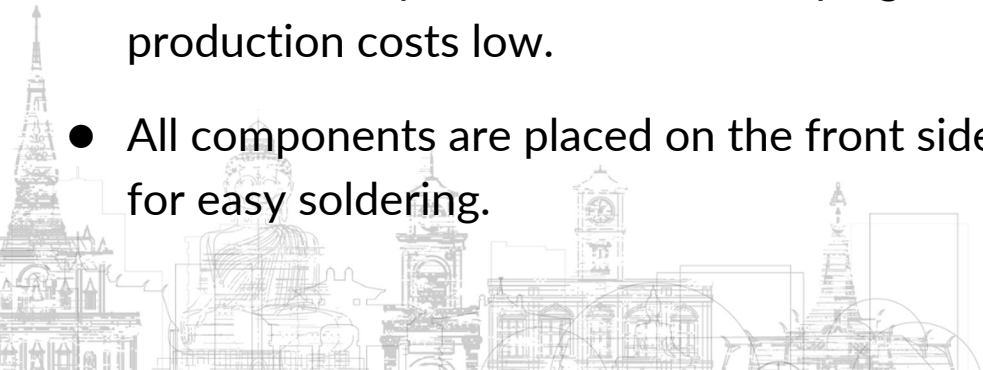 production costs low.
● All components are placed on the front side
for easy soldering.